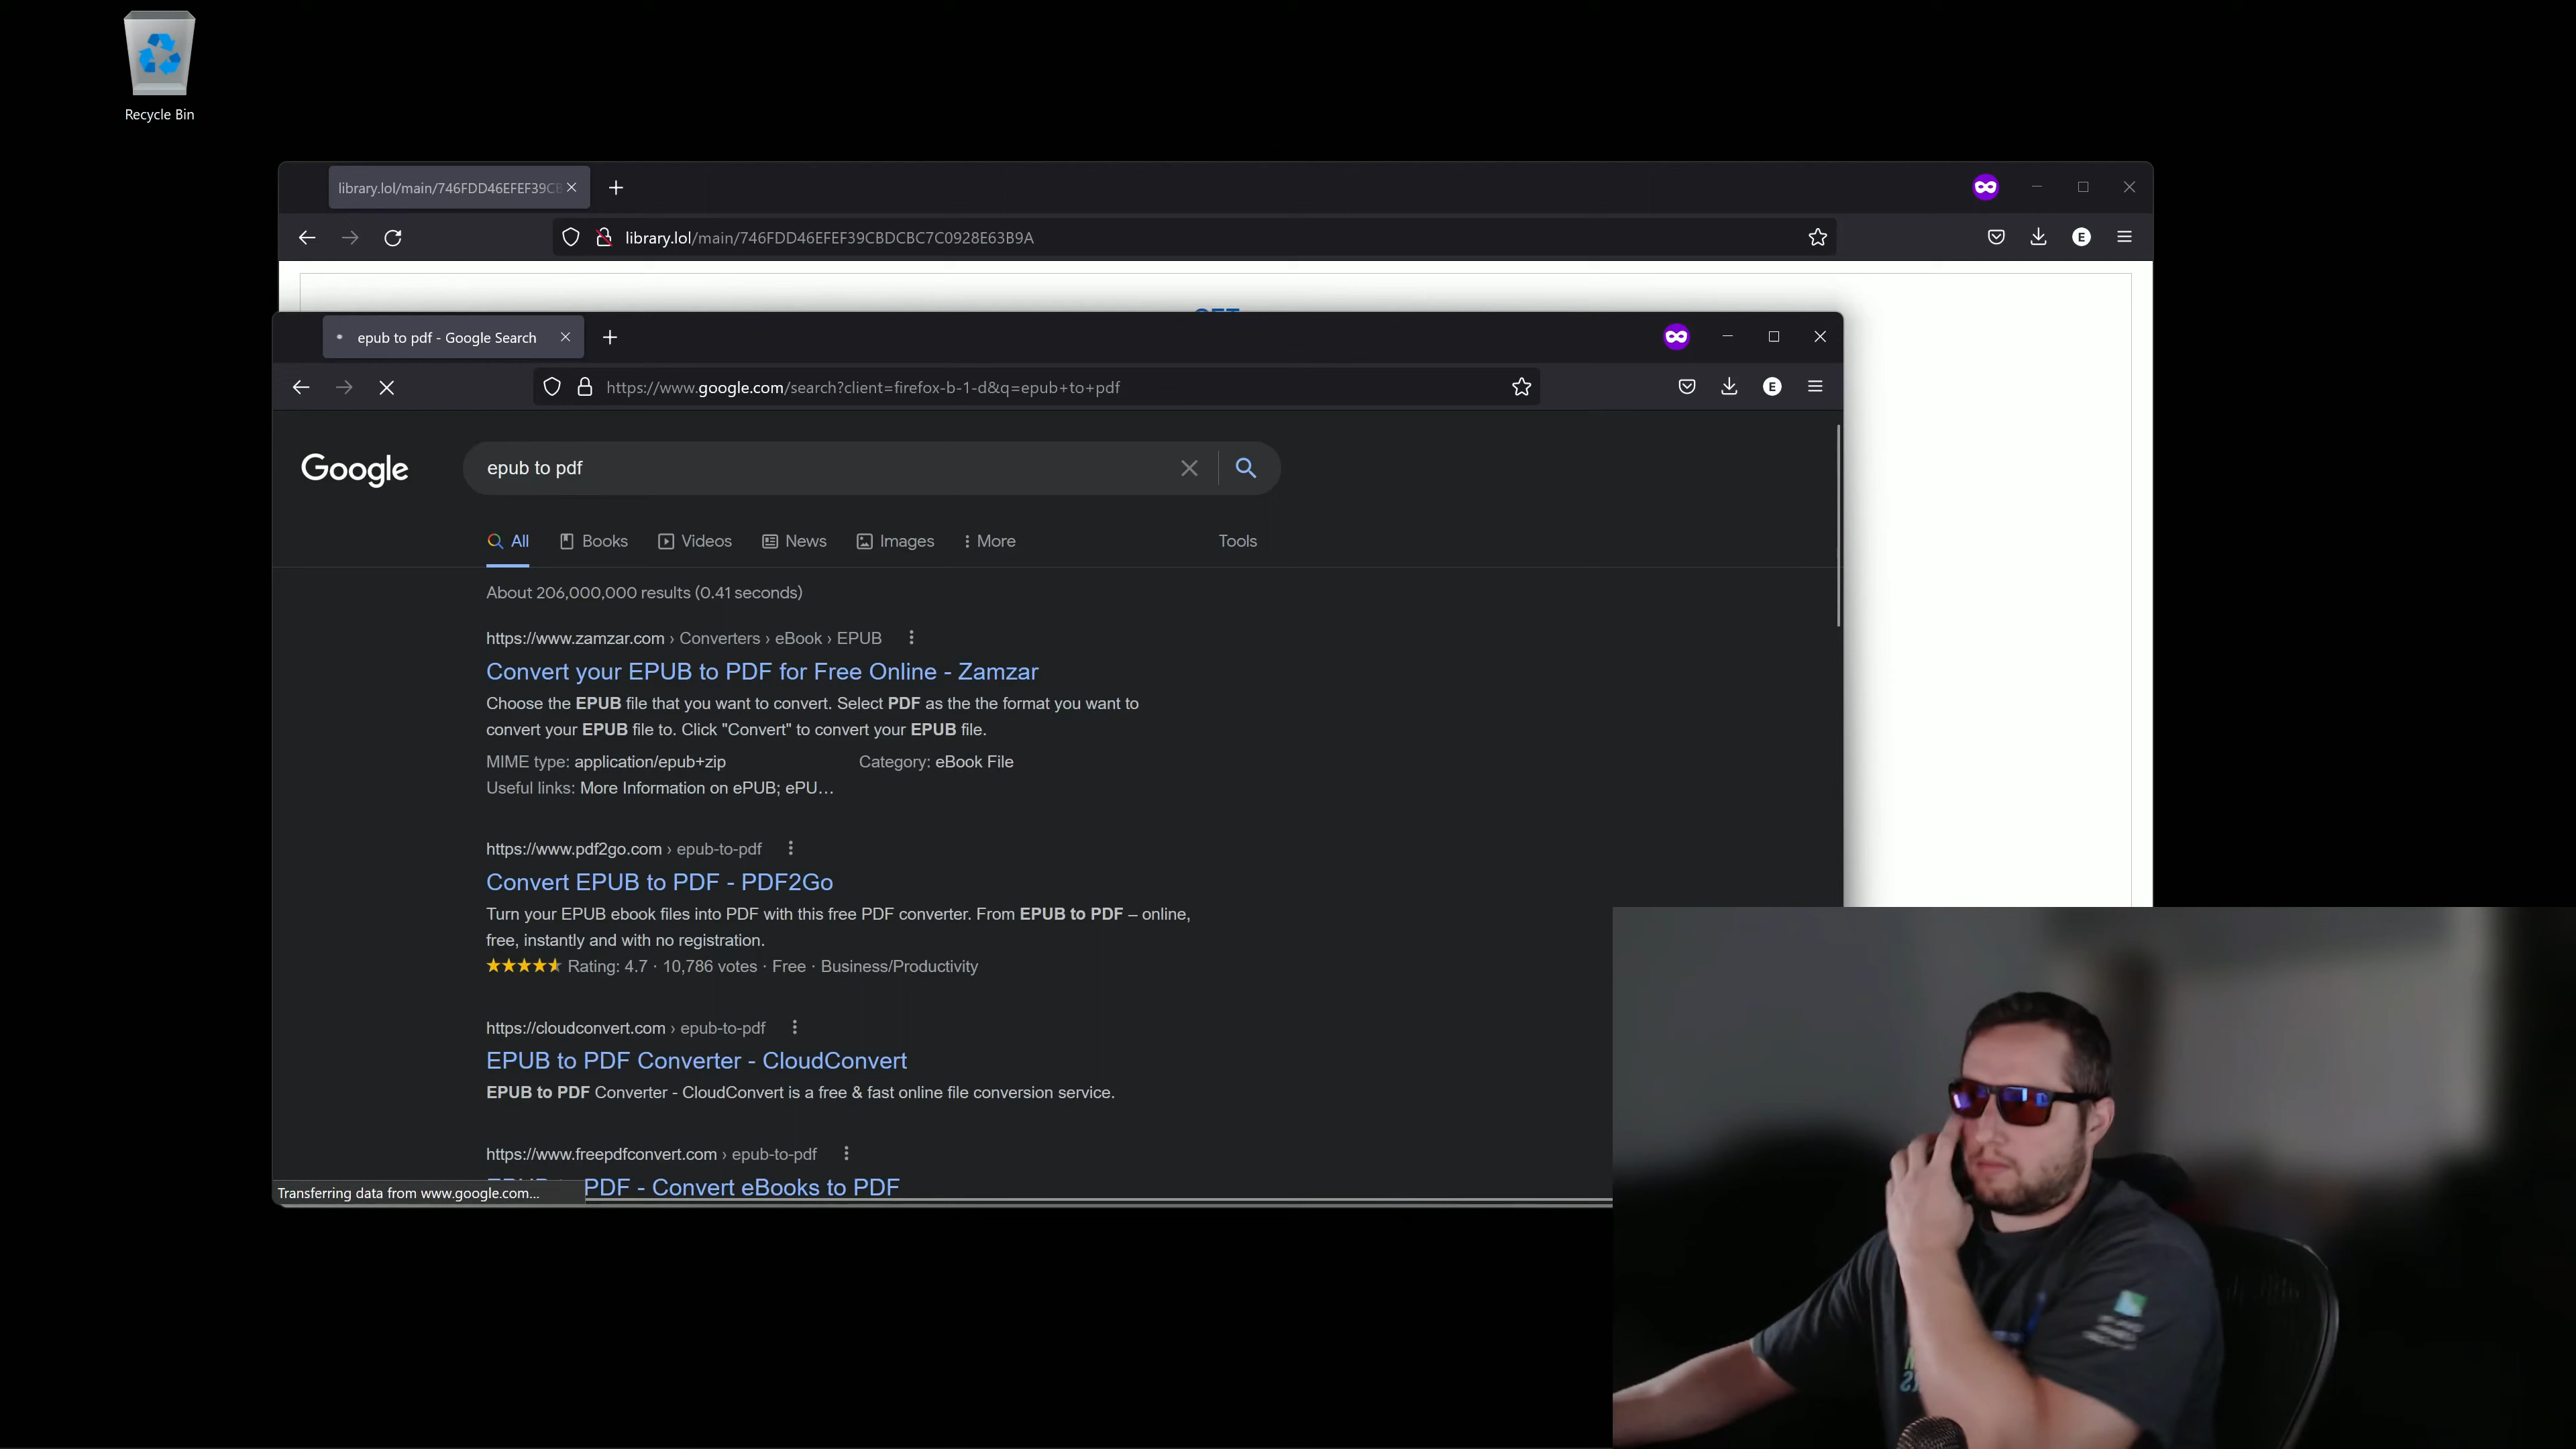 Recycle Bin
library.lol/main/746FDD46EFEF39CB
library.lol/main/746FDD46EFEF39CBDCBC7C0928E63B9A
E
GET
epub to pdf - Google Search
https://www.google.com/search?client=firefox-b-1-d&q=epub+to+pdf
E
Google
epub to pdf
All
Books
Videos
News
Images
More
Tools
About 206,000,000 results (0.41 seconds)
https://www.zamzar.com › Converters › eBook › EPUB
Convert your EPUB to PDF for Free Online - Zamzar
Choose the EPUB file that you want to convert. Select PDF as the the format you want to
convert your EPUB file to. Click "Convert" to convert your EPUB file.
MIME type: application/epub+zip
Category: eBook File
Useful links: More Information on ePUB; ePU…
https://www.pdf2go.com › epub-to-pdf
Convert EPUB to PDF - PDF2Go
Turn your EPUB ebook files into PDF with this free PDF converter. From EPUB to PDF – online,
free, instantly and with no registration.
Rating: 4.7 · 10,786 votes · Free · Business/Productivity
https://cloudconvert.com › epub-to-pdf
EPUB to PDF Converter - CloudConvert
EPUB to PDF Converter - CloudConvert is a free & fast online file conversion service.
https://www.freepdfconvert.com › epub-to-pdf
PDF - Convert eBooks to PDF
Transferring data from www.google.com...